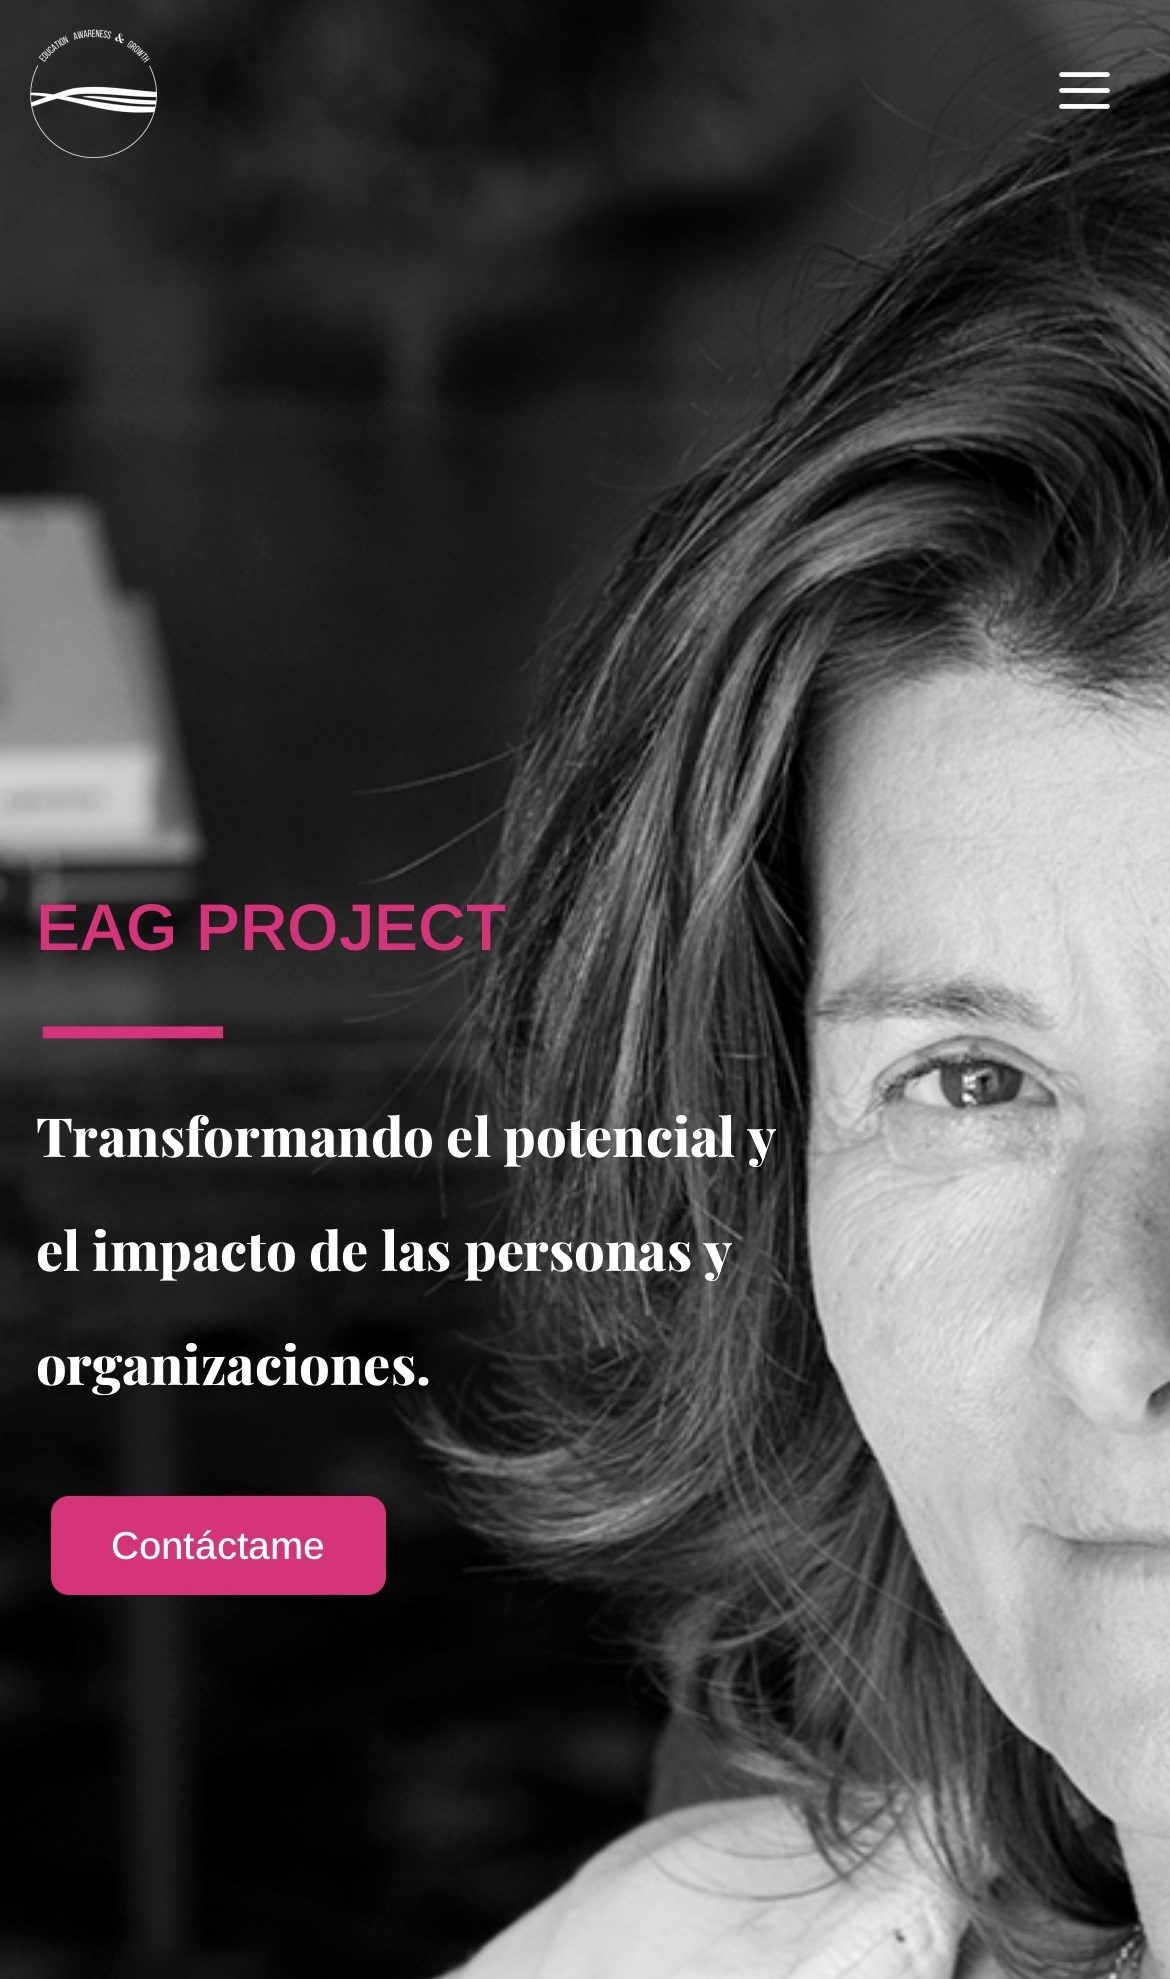 EDUCATION AWARENESS & GROWTH
EAG PROJECT
Transformando el potencial y
el impacto de las personas y
organizaciones.
Contáctame